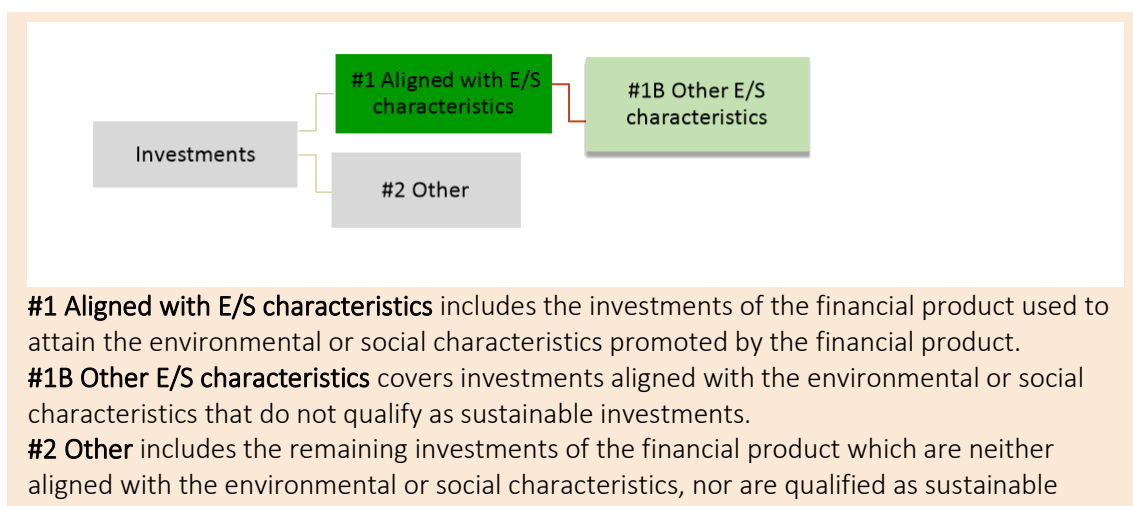 #1 Aligned with E/S
characteristics
#1B Other E/S
characteristics
Investments
#2 Other
#1 Aligned with E/S characteristics includes the investments of the financial product used to
attain the environmental or social characteristics promoted by the financial product.
#1B Other E/S characteristics covers investments aligned with the environmental or social
characteristics that do not qualify as sustainable investments.
#2 Other includes the remaining investments of the financial product which are neither
aligned with the environmental or social characteristics, nor are qualified as sustainable